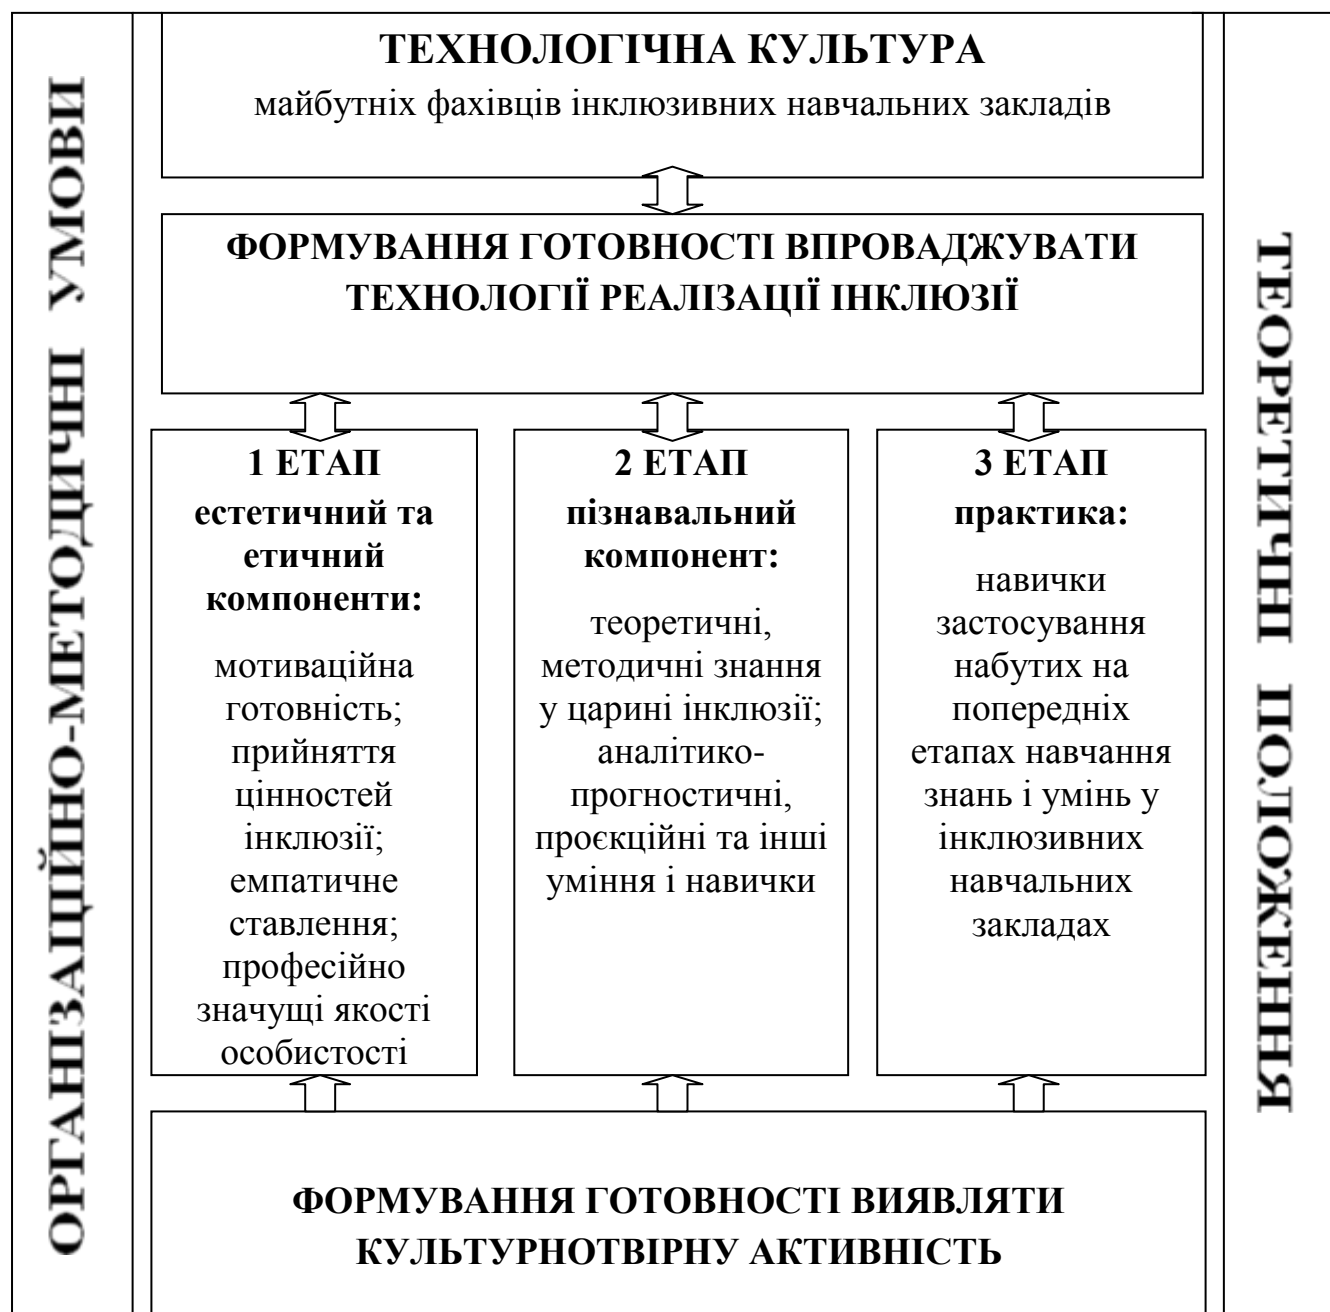 ОРГАНІЗАЦІЙНО-МЕТОДИЧНІ УМОВИ
ТЕХНОЛОГІЧНА КУЛЬТУРА
майбутніх фахівців інклюзивних навчальних закладів
ФОРМУВАННЯ ГОТОВНОСТІ ВПРОВАДЖУВАТИ
ТЕХНОЛОГІЇ РЕАЛІЗАЦІЇ ІНКЛЮЗІЇ
1 ЕТАП
естетичний та
етичний
компоненти:
мотиваційна
готовність;
прийняття
цінностей
інклюзії;
емпатичне
ставлення;
професійно
значущі якості
особистості
2 ЕТАП
пізнавальний
компонент:
теоретичні,
методичні знання
у царині інклюзії;
аналітико-
прогностичні,
проєкційні та інші
уміння і навички
3 ЕТАП
практика:
навички
застосування
набутих на
попередніх
етапах навчання
знань і умінь у
інклюзивних
навчальних
закладах
ФОРМУВАННЯ ГОТОВНОСТІ ВИЯВЛЯТИ
КУЛЬТУРНОТВІРНУ АКТИВНІСТЬ
ТЕОРЕТИЧНІ ПОЛОЖЕННЯ